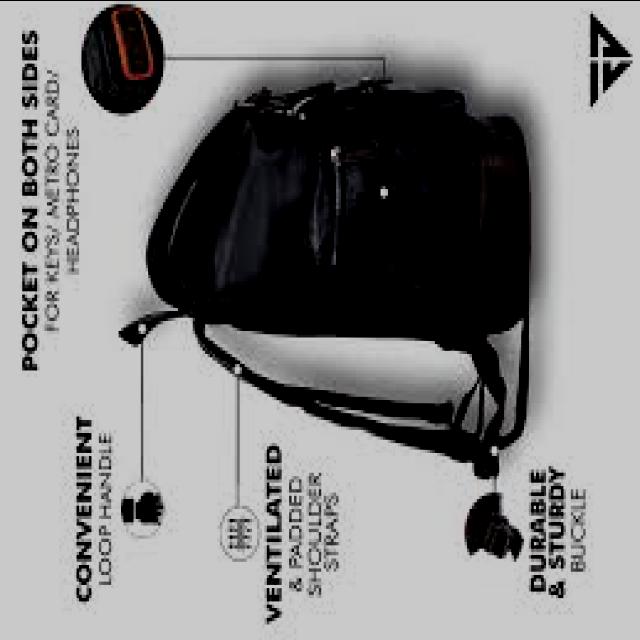 POCKET ON BOTH SIDES
FOR KEYS/ METRO CARD/
HEADPHONES
CONVENIENT
LOOP HANDLE
VENTILATED
& PADDED
SHOULDER
STRAPS
DURABLE
& STURDY
BUCKLE